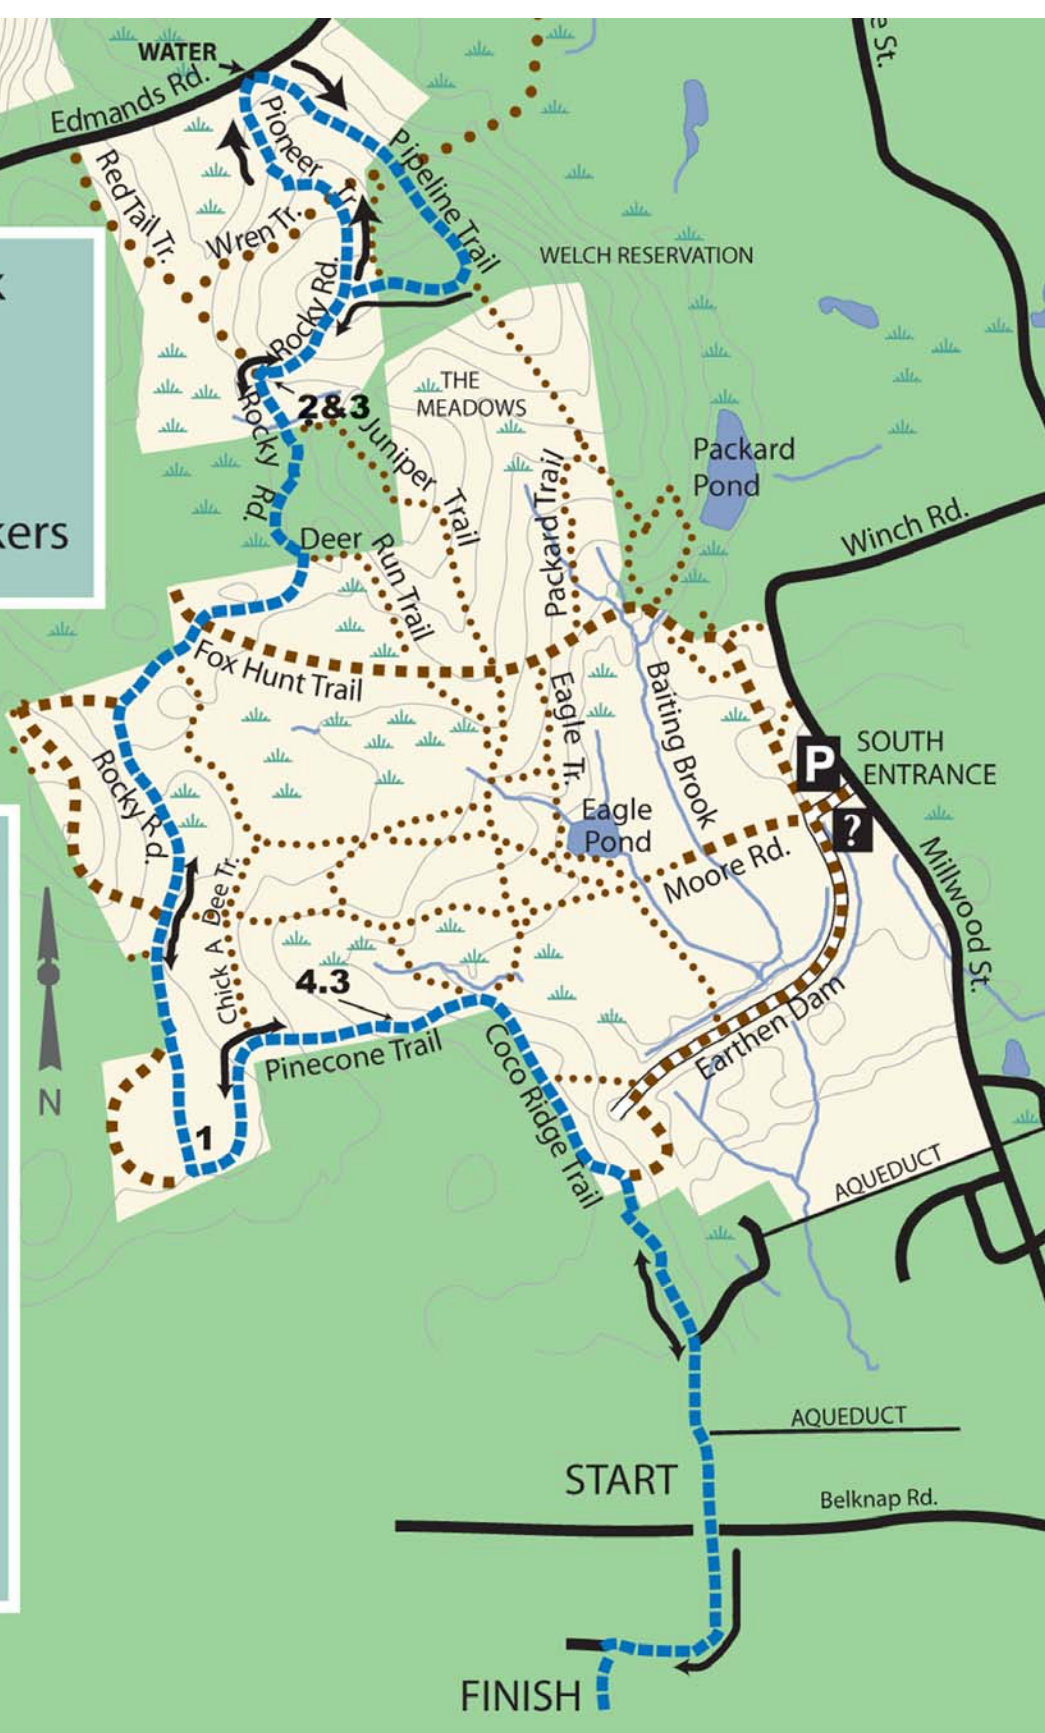 WATER
Edmands Rd.
e St.
Pioneer Tr.
Pipeline Trail
Red Tail Tr.
Wren Tr.
WELCH RESERVATION
Rocky Rd.
THE
MEADOWS
2&3
Rocky Rd.
Juniper Trail
Packard
Pond
kers
Winch Rd.
Packard Trail
Deer Run Trail
Fox Hunt Trail
Eagle Tr.
Baiting Brook
SOUTH
ENTRANCE
P
?
Rocky Rd.
Eagle
Pond
Moore Rd.
Millwood St.
Chick A Dee Tr.
4.3
Pinecone Trail
Coco Ridge Trail
Earthen Dam
N
1
AQUEDUCT
AQUEDUCT
START
Belknap Rd.
FINISH